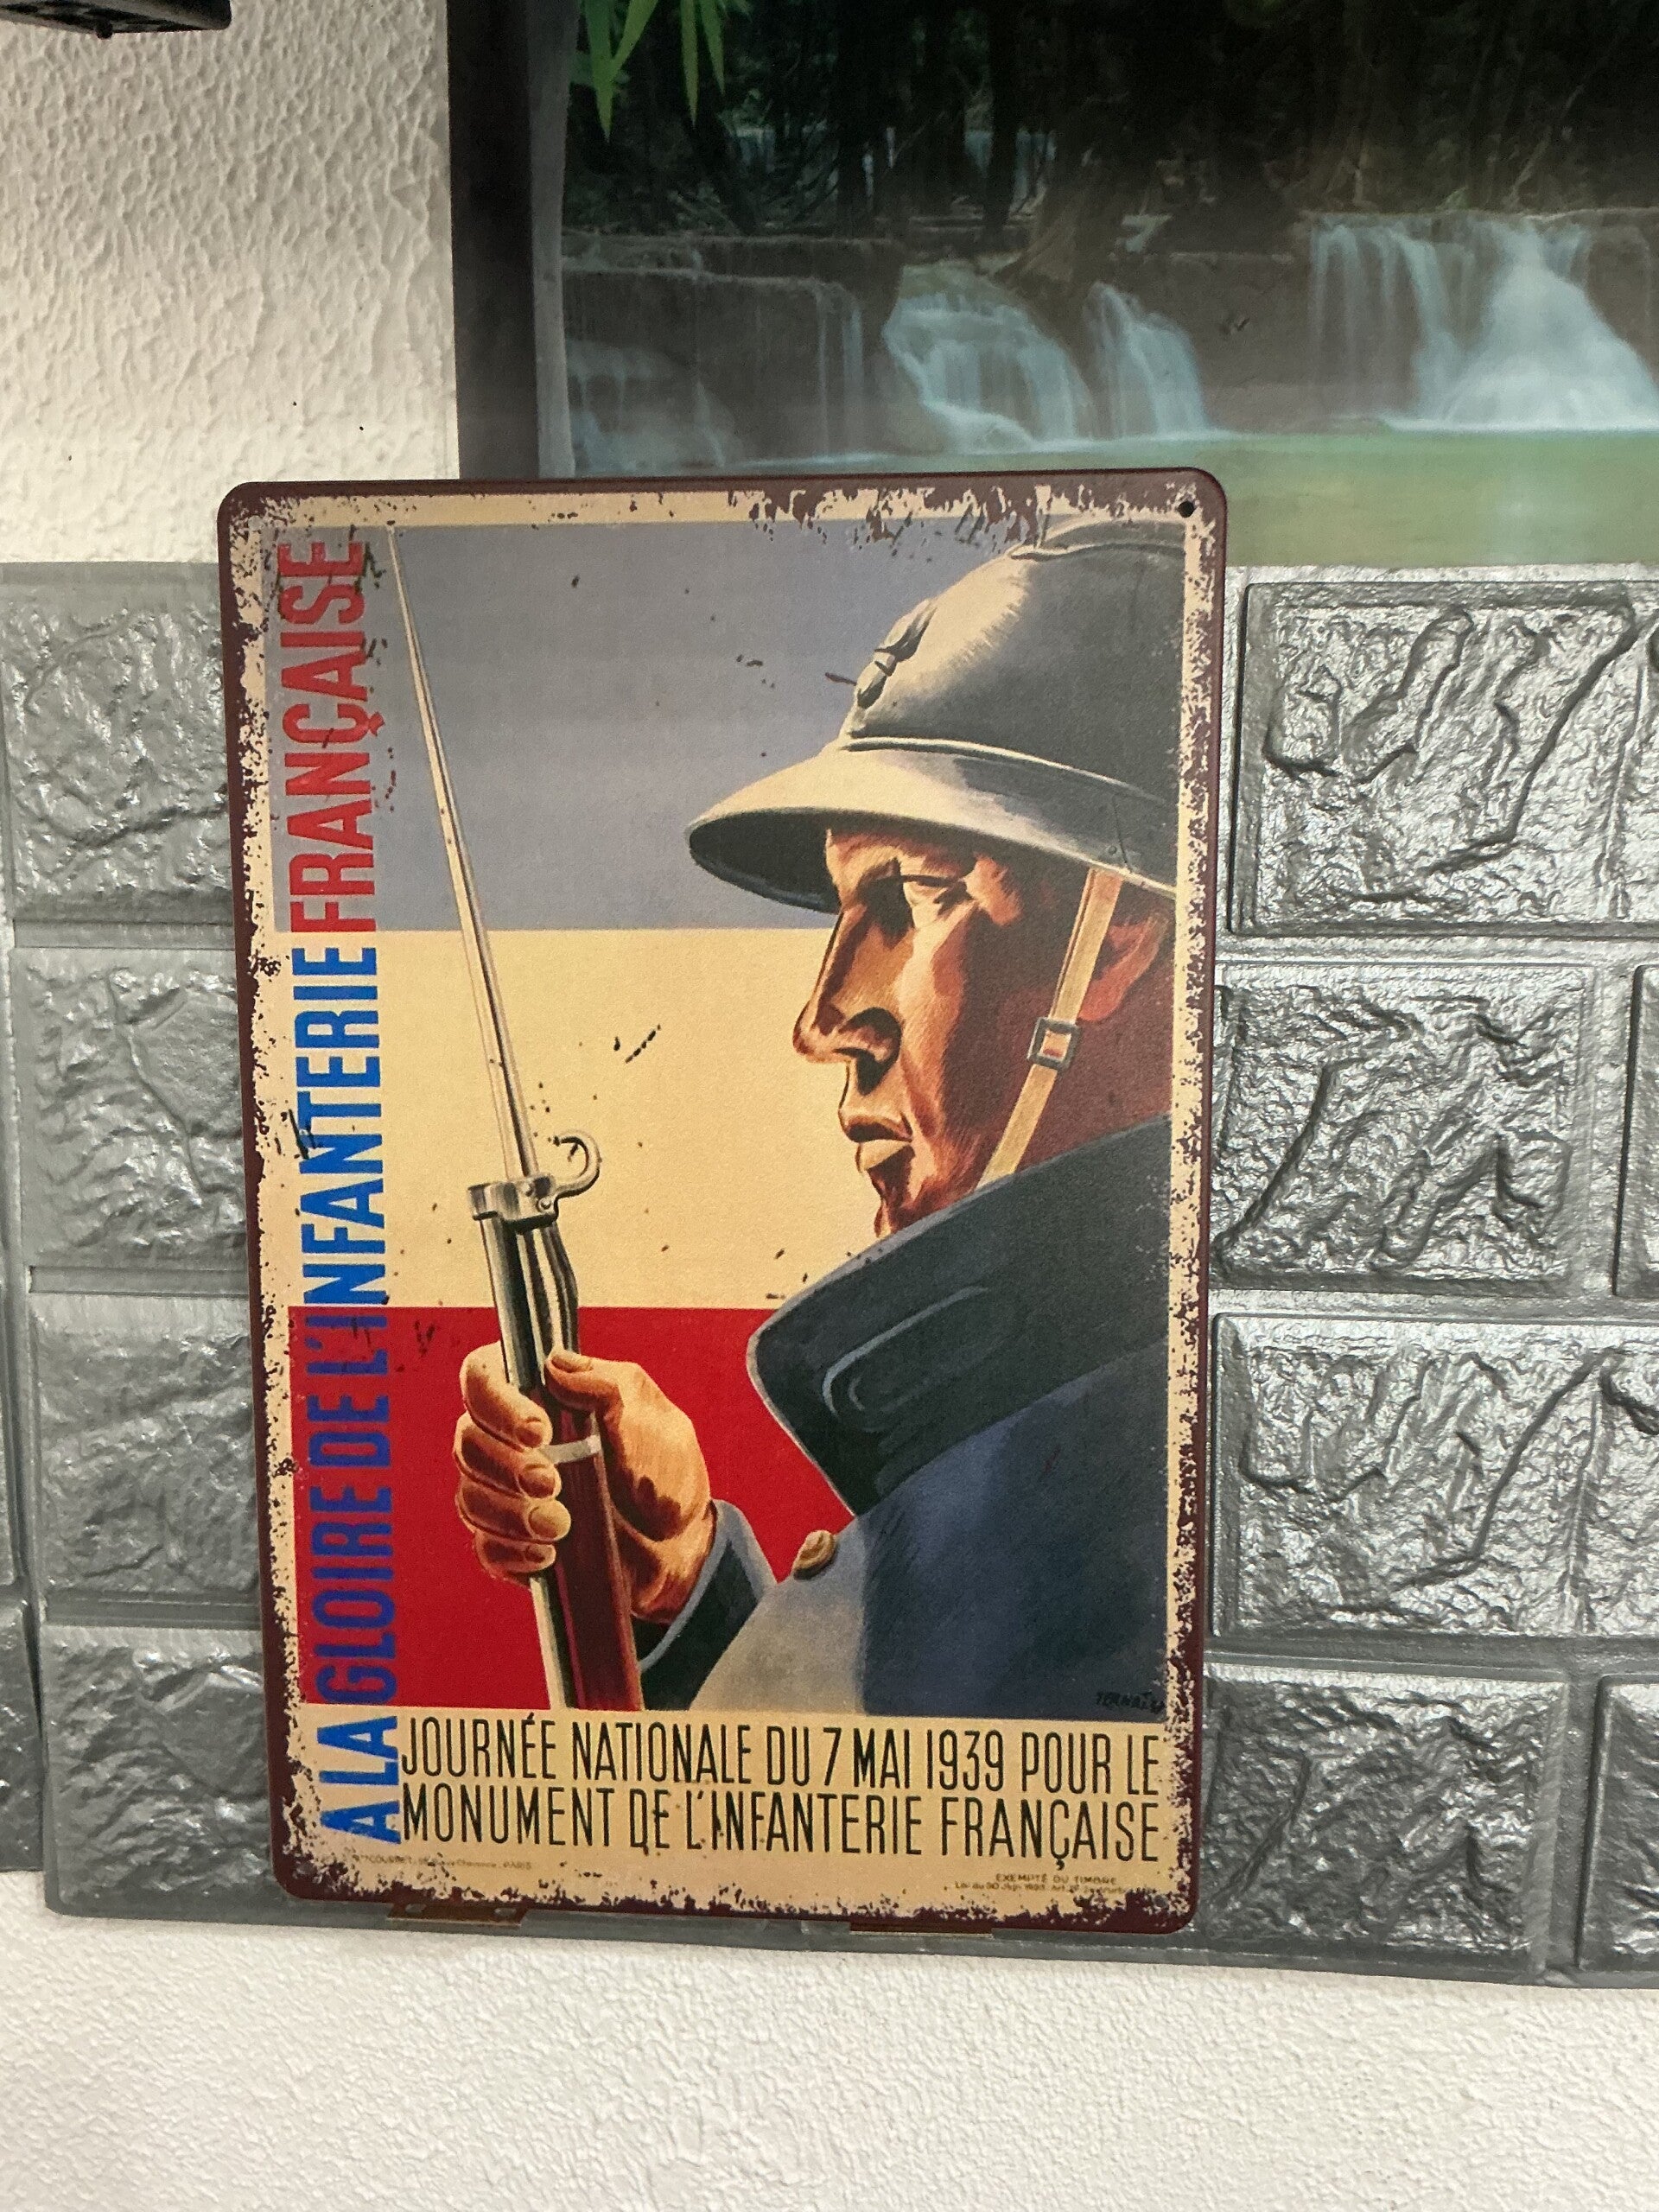 A LA GLOIRE DE L'INFANTERIE FRANÇAISE
JOURNÉE NATIONALE DU 7 MAI 1939 POUR LE
MONUMENT DE L'INFANTERIE FRANÇAISE
COURBET
PARIS
EXEMPTÉ DU TIMBRE